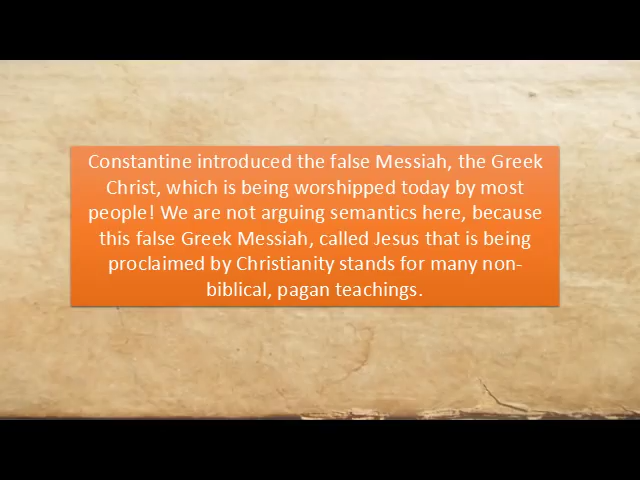 Constantine introduced the false Messiah, the Greek
Christ, which is being worshipped today by most
people! We are not arguing semantics here, because
this false Greek Messiah, called Jesus that is being
proclaimed by Christianity stands for many non-
biblical, pagan teachings.